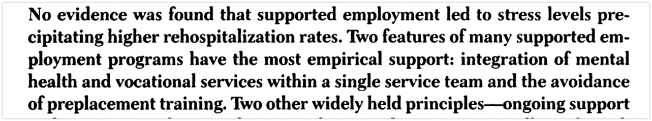 No evidence was found that supported employment led to stress levels pre-
cipitating higher rehospitalization rates. Two features of many supported em-
ployment programs have the most empirical support: integration of mental
health and vocational services within a single service team and the avoidance
of preplacement training. Two other widely held principles—ongoing support